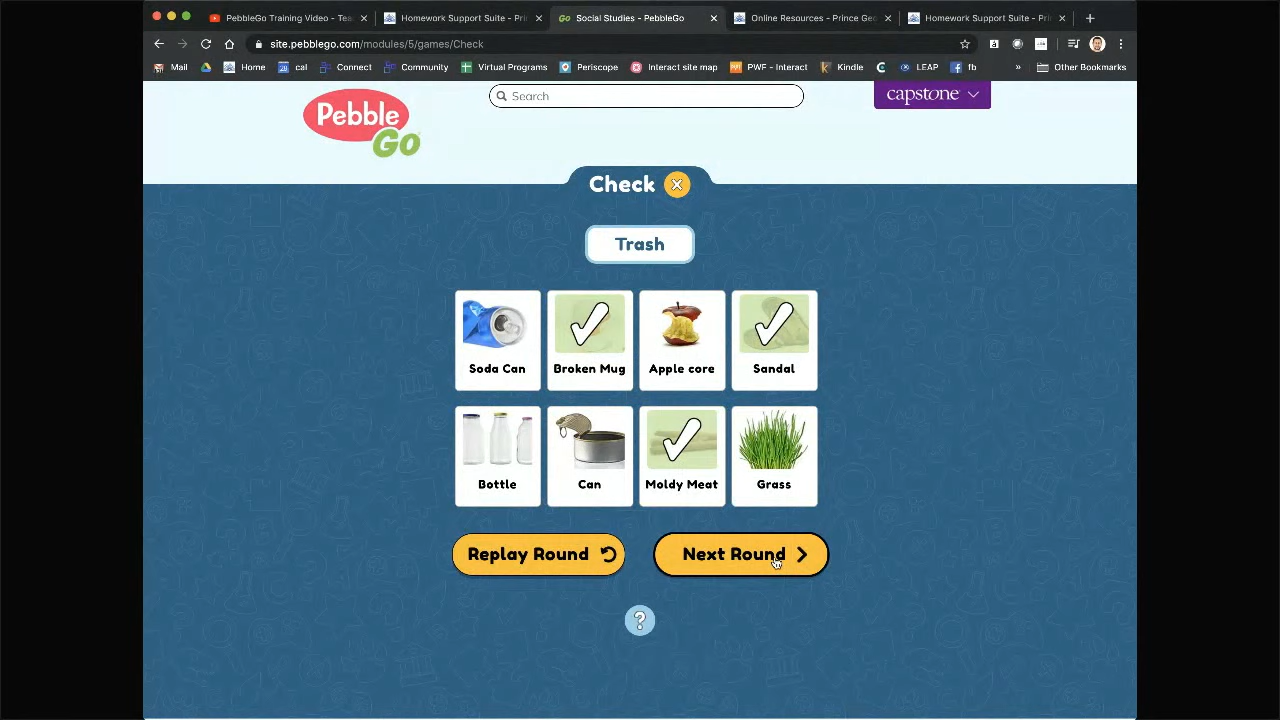 PebbleGo Training Video - Tea
Homework Support Suite - Prin
Go Social Studies - PebbleGo
Online Resources - Prince Geo
Homework Support Suite - Prin
site.pebblego.com/modules/5/games/Check
Mail
Home
cal
Connect
Community
Virtual Programs
Periscope
Interact site map
PWF - Interact
Kindle
LEAP
fb
»
Other Bookmarks
Pebble
Go
Search
capstone
Check
Trash
Soda Can
Broken Mug
Apple core
Sandal
Bottle
Can
Moldy Meat
Grass
Replay Round
Next Round
?